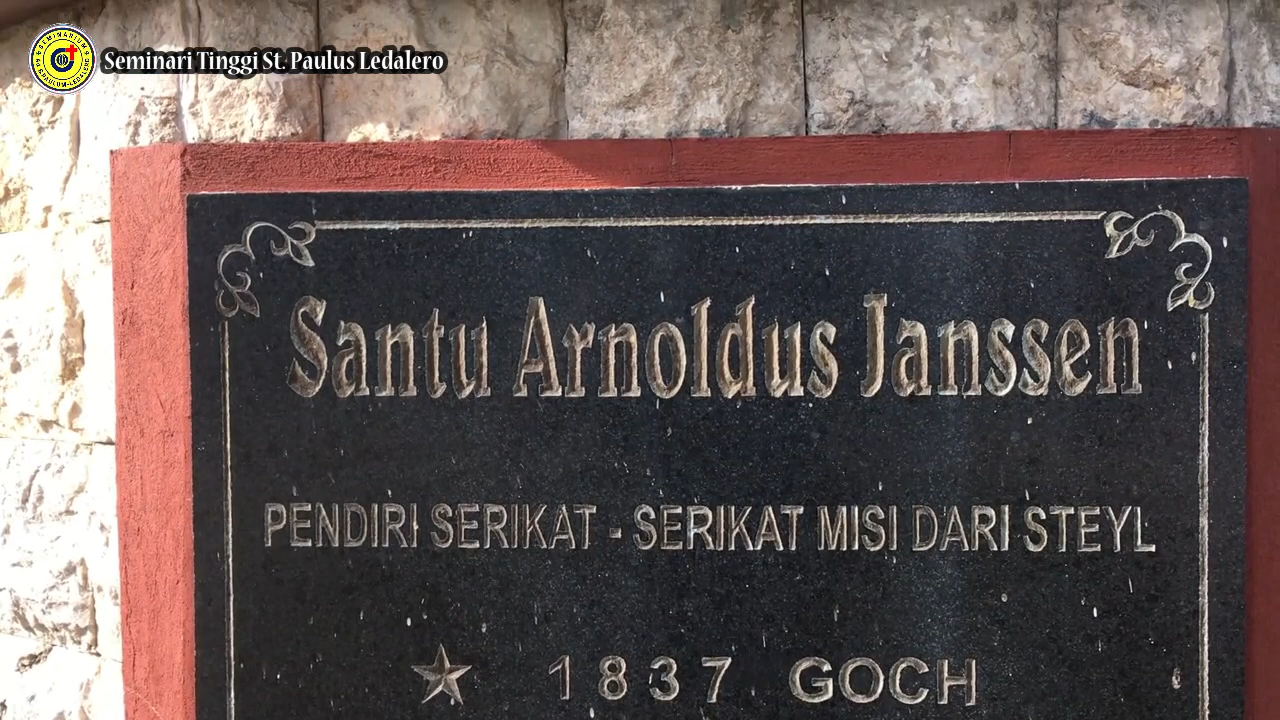 Seminari Tinggi St. Paulus Ledalero
Santu Arnoldus Janssen
PENDIRI SERIKAT - SERIKAT MISI DARI STEYL
1837 GOCH